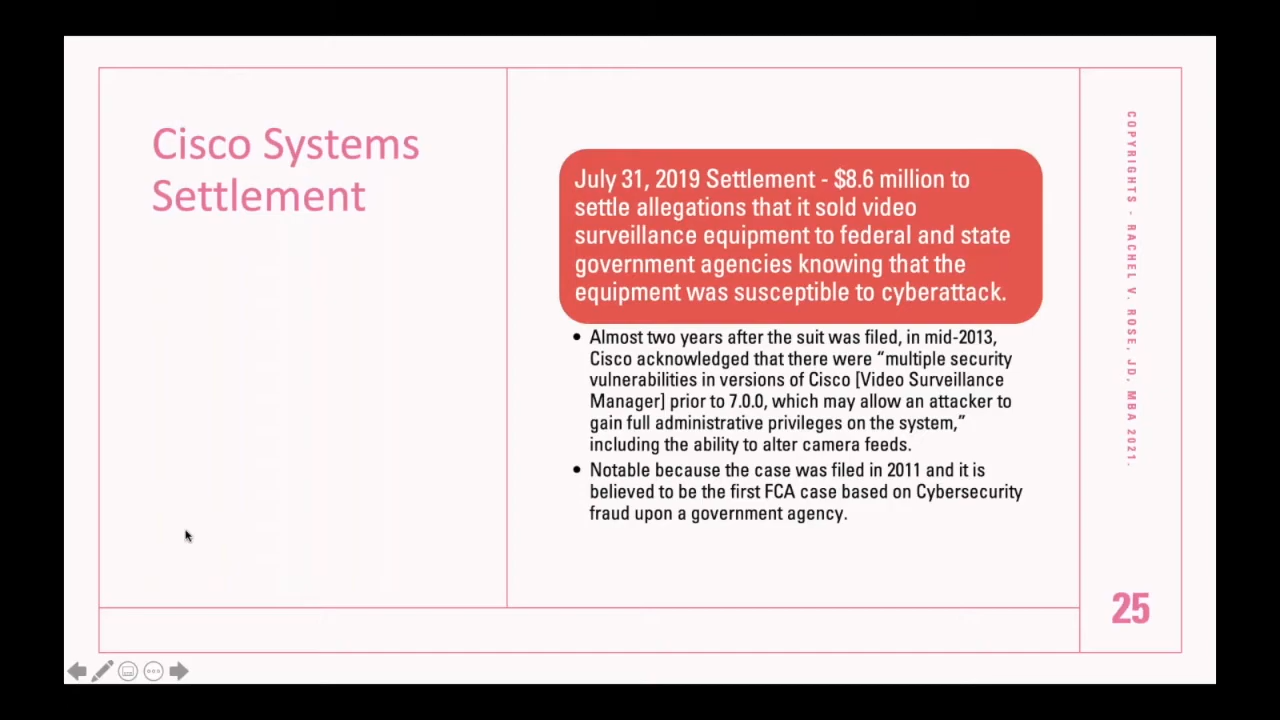 Cisco Systems
Settlement
July 31, 2019 Settlement - $8.6 million to
settle allegations that it sold video
surveillance equipment to federal and state
government agencies knowing that the
equipment was susceptible to cyberattack.
• Almost two years after the suit was filed, in mid-2013,
Cisco acknowledged that there were “multiple security
vulnerabilities in versions of Cisco [Video Surveillance
Manager] prior to 7.0.0, which may allow an attacker to
gain full administrative privileges on the system,”
including the ability to alter camera feeds.
• Notable because the case was filed in 2011 and it is
believed to be the first FCA case based on Cybersecurity
fraud upon a government agency.
COPYRIGHTS - RACHEL V. ROSE, JD, MBA 2021.
25